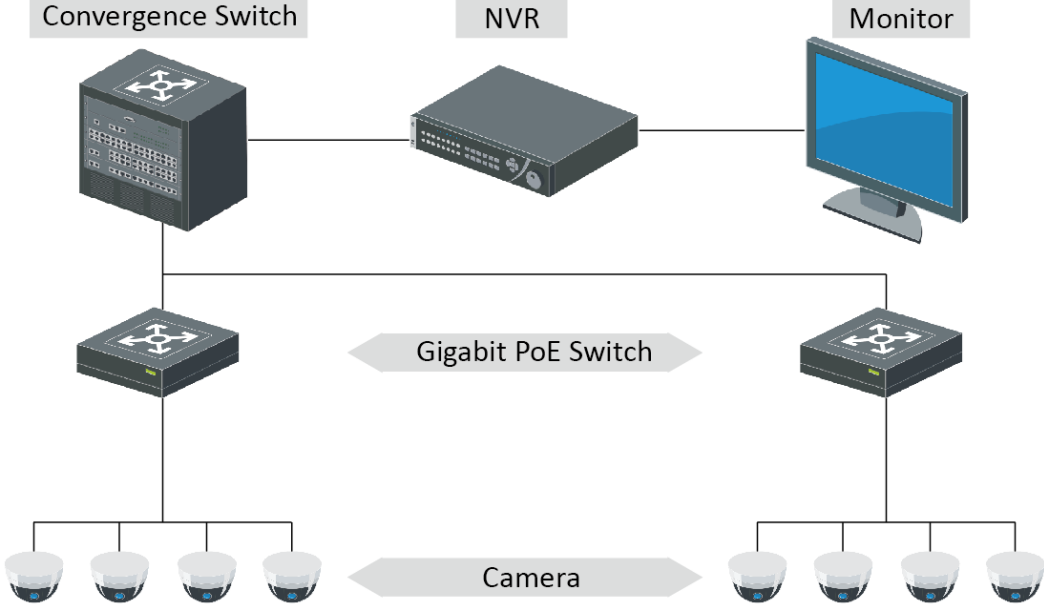 Convergence Switch
NVR
Monitor
Gigabit PoE Switch
Camera